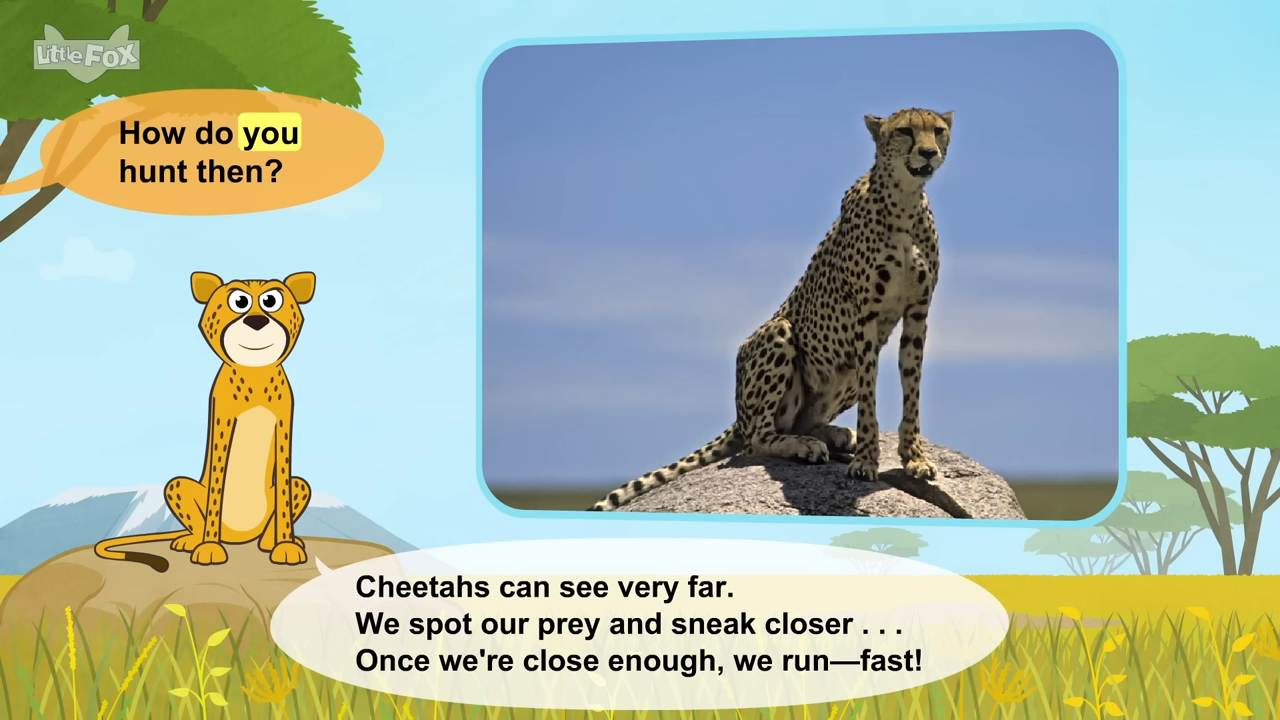 Little Fox
How do you
hunt then?
Cheetahs can see very far.
We spot our prey and sneak closer . . .
Once we're close enough, we run—fast!